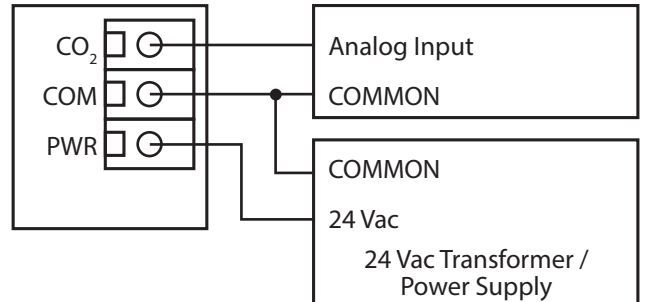 CO₂
COM
PWR
Analog Input
COMMON
COMMON
24 Vac
24 Vac Transformer /
Power Supply